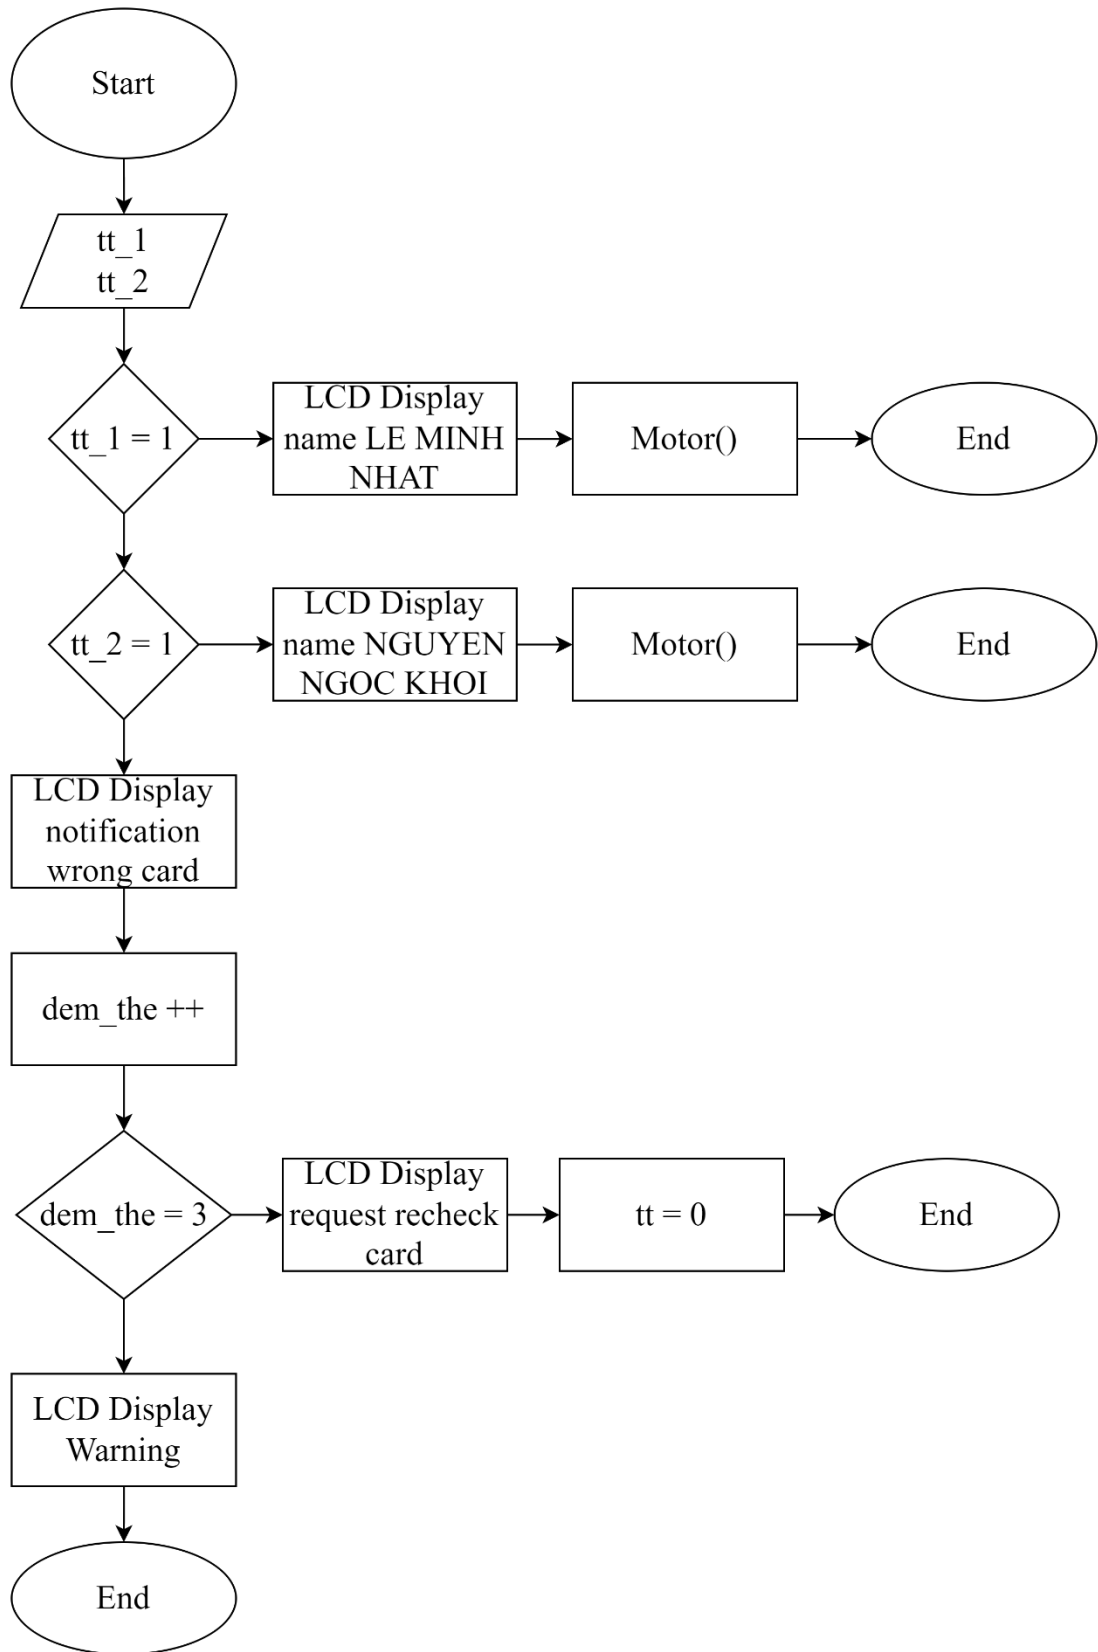 Start
tt_1
tt_2
tt_1 = 1
LCD Display
name LE MINH
NHAT
Motor()
End
tt_2 = 1
LCD Display
name NGUYEN
NGOC KHOI
Motor()
End
LCD Display
notification
wrong card
dem_the ++
dem_the = 3
LCD Display
request recheck
card
tt = 0
End
LCD Display
Warning
End